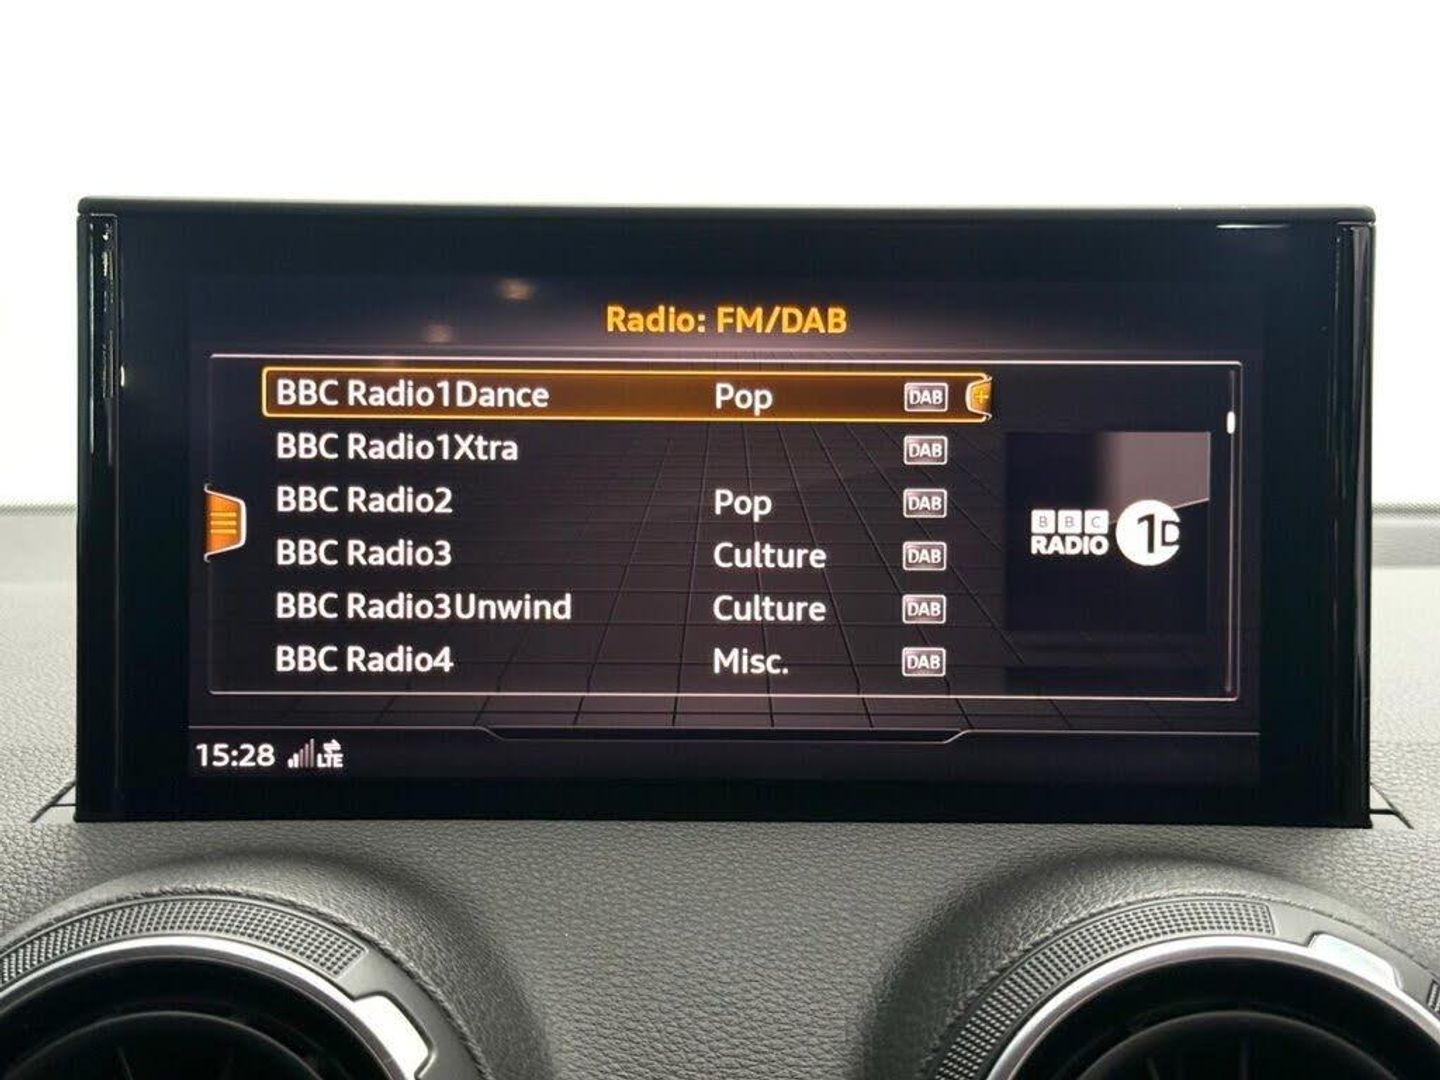 Radio: FM/DAB
BBC Radio1Dance Pop DAB +
BBC Radio1Xtra DAB
BBC Radio2 Pop DAB
BBC Radio3 Culture DAB
BBC Radio3Unwind Culture DAB
BBC Radio4 Misc. DAB
BBC
RADIO 1D
15:28 LTE